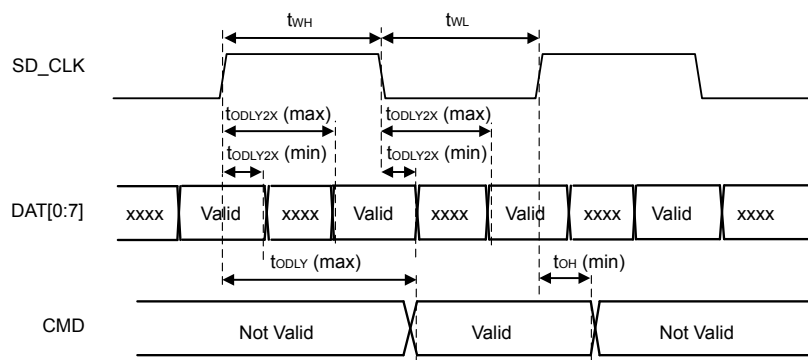 tWH tWL
SD_CLK
tODLY2X (max) tODLY2X (max)
tODLY2X (min) tODLY2X (min)
DAT[0:7] xxxx Valid xxxx Valid xxxx Valid xxxx Valid xxxx
tODLY (max) tOH (min)
CMD Not Valid Valid Not Valid